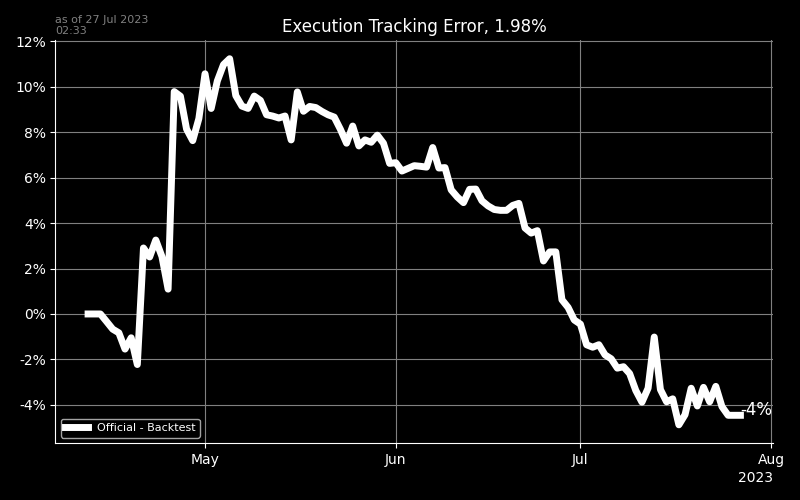 as of 27 Jul 2023
02:33
Execution Tracking Error, 1.98%
12%
10%
8%
6%
4%
2%
0%
-2%
-4%
-4%
Official - Backtest
May
Jun
Jul
Aug
2023